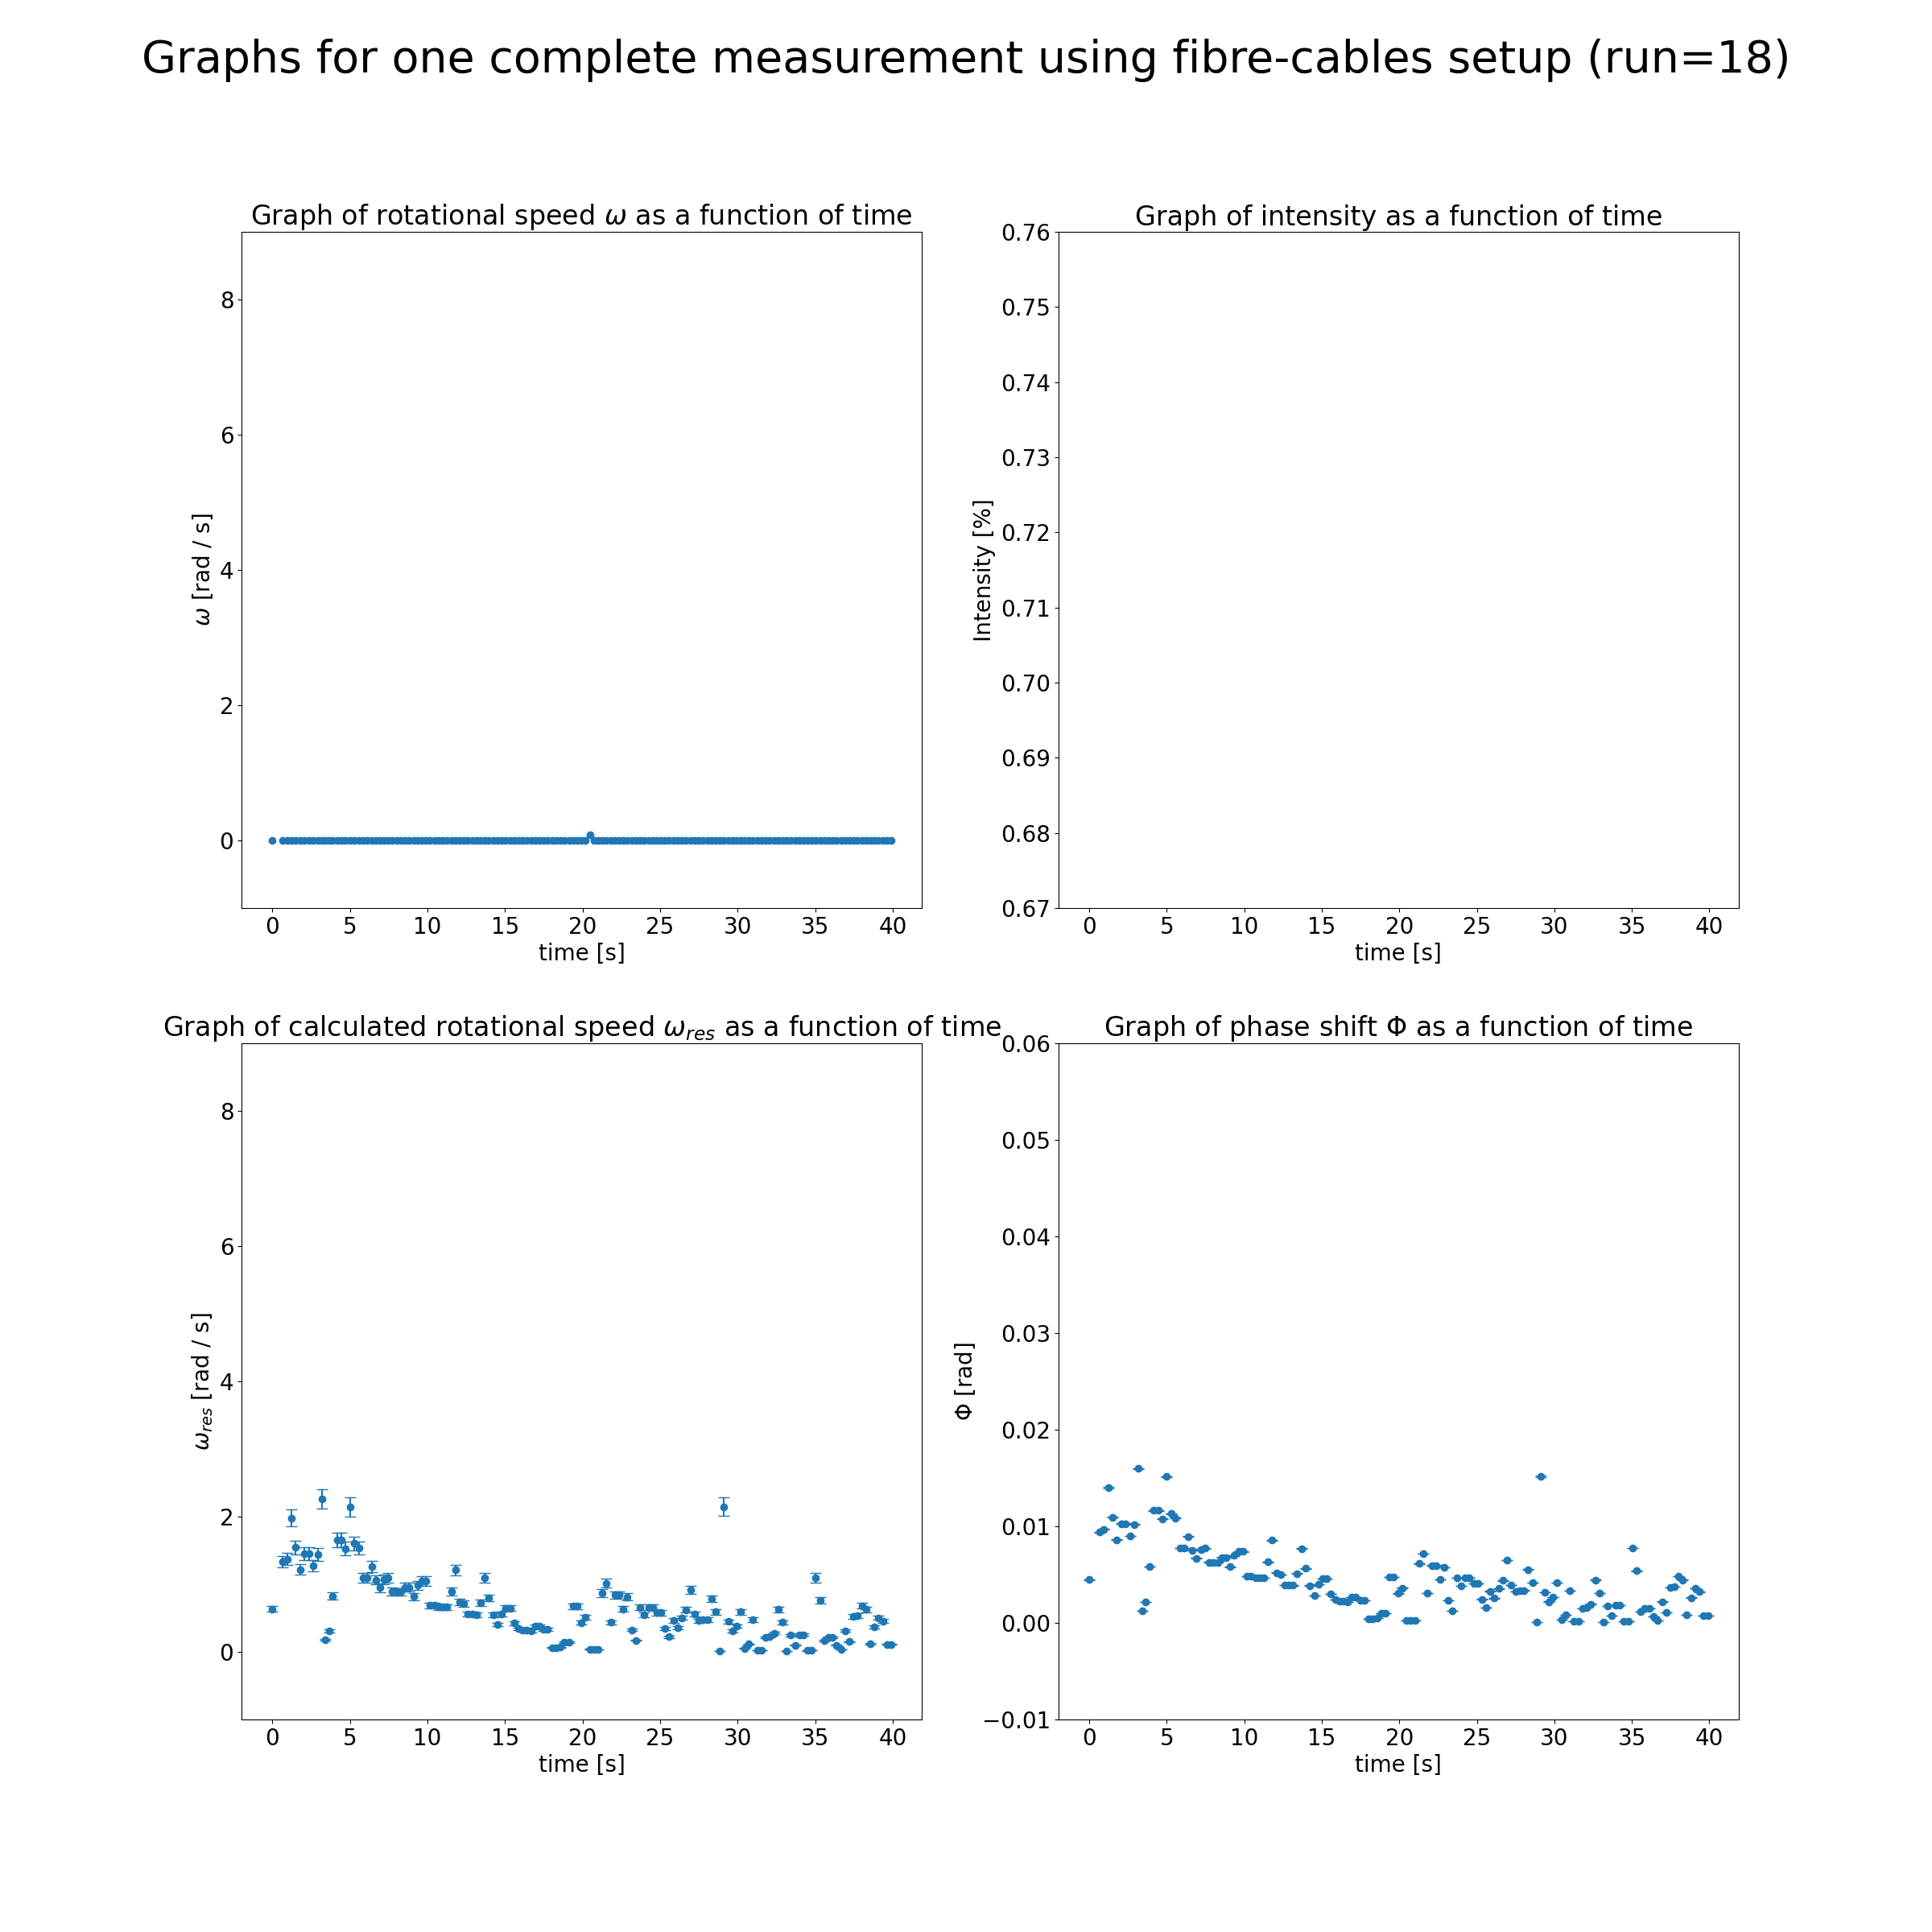 Graphs for one complete measurement using fibre-cables setup (run=18)
Graph of rotational speed ω as a function of time
8
6
4
2
0
ω [rad / s]
0 5 10 15 20 25 30 35 40
time [s]
Graph of intensity as a function of time
0.76
0.75
0.74
0.73
0.72
0.71
0.70
0.69
0.68
0.67
Intensity [%]
0 5 10 15 20 25 30 35 40
time [s]
Graph of calculated rotational speed ω_res as a function of time
8
6
4
2
0
ω_res [rad / s]
0 5 10 15 20 25 30 35 40
time [s]
Graph of phase shift Φ as a function of time
0.06
0.05
0.04
0.03
0.02
0.01
0.00
−0.01
Φ [rad]
0 5 10 15 20 25 30 35 40
time [s]